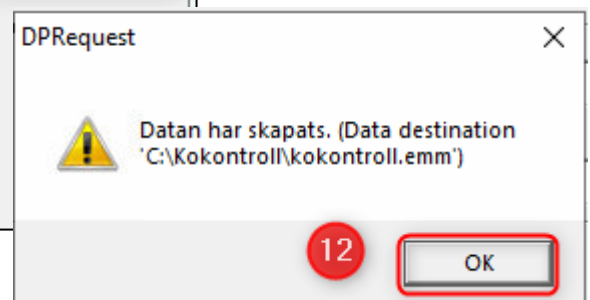 DPRequest
Datan har skapats. (Data destination
'C:\Kokontroll\kokontroll.emm')
12
OK